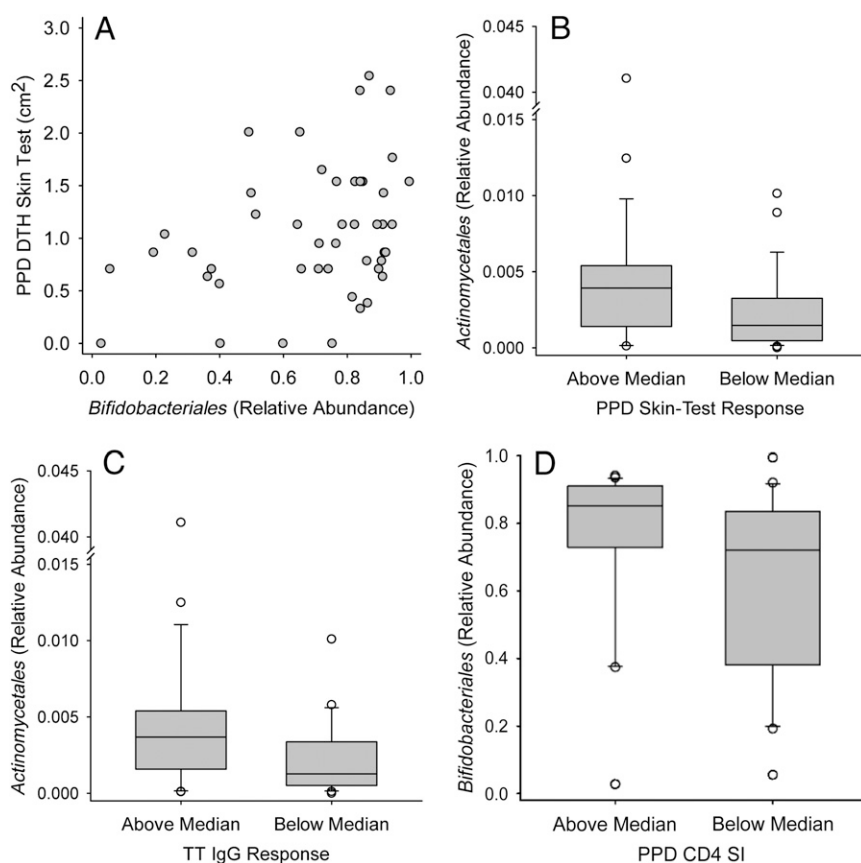 A
PPD DTH Skin Test (cm²)
3.0
2.5
2.0
1.5
1.0
0.5
0.0
0.0 0.2 0.4 0.6 0.8 1.0
Bifidobacteriales (Relative Abundance)
B
Actinomycetales (Relative Abundance)
0.045
0.040
0.015
0.010
0.005
0.000
Above Median Below Median
PPD Skin-Test Response
C
Actinomycetales (Relative Abundance)
0.045
0.040
0.015
0.010
0.005
0.000
Above Median Below Median
TT IgG Response
D
Bifidobacteriales (Relative Abundance)
1.0
0.8
0.6
0.4
0.2
0.0
Above Median Below Median
PPD CD4 SI